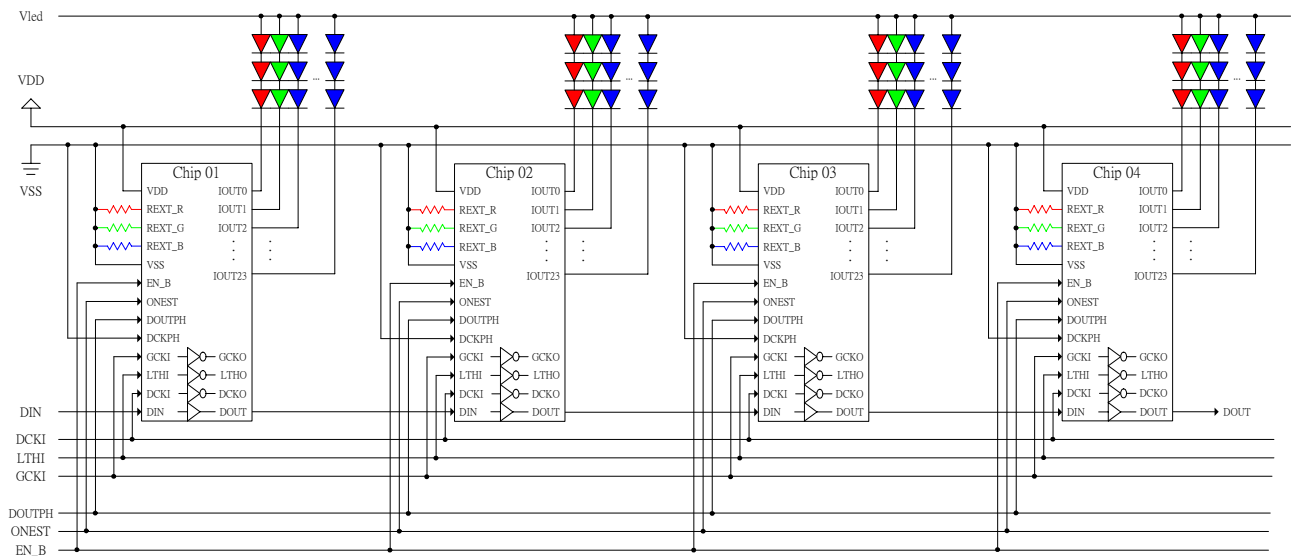 Vled
VDD
VSS
...
...
...
...
Chip 01
VDD
REXT_R
REXT_G
REXT_B
VSS
EN_B
ONEST
DOUTPH
DCKPH
GCKI
LTHI
DCKI
DIN
IOUT0
IOUT1
IOUT2
IOUT23
GCKO
LTHO
DCKO
DOUT
Chip 02
VDD
REXT_R
REXT_G
REXT_B
VSS
EN_B
ONEST
DOUTPH
DCKPH
GCKI
LTHI
DCKI
DIN
IOUT0
IOUT1
IOUT2
IOUT23
GCKO
LTHO
DCKO
DOUT
Chip 03
VDD
REXT_R
REXT_G
REXT_B
VSS
EN_B
ONEST
DOUTPH
DCKPH
GCKI
LTHI
DCKI
DIN
IOUT0
IOUT1
IOUT2
IOUT23
GCKO
LTHO
DCKO
DOUT
Chip 04
VDD
REXT_R
REXT_G
REXT_B
VSS
EN_B
ONEST
DOUTPH
DCKPH
GCKI
LTHI
DCKI
DIN
IOUT0
IOUT1
IOUT2
IOUT23
GCKO
LTHO
DCKO
DOUT
DOUT
DIN
DCKI
LTHI
GCKI
DOUTPH
ONEST
EN_B